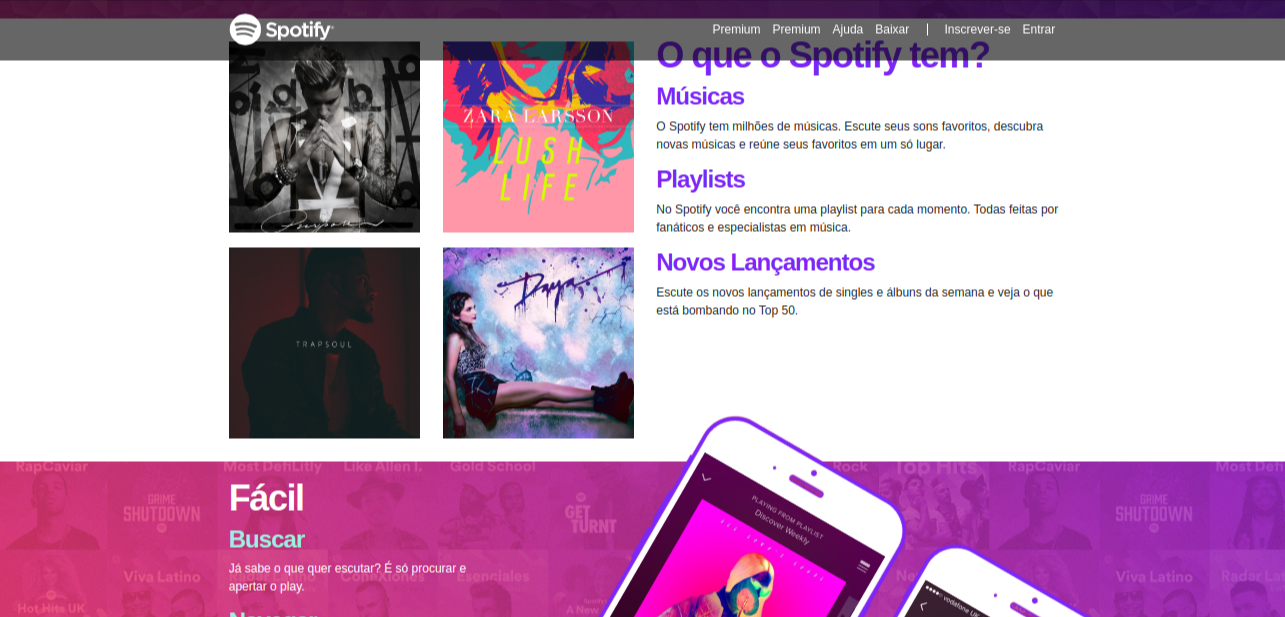 Spotify
Premium Premium Ajuda Baixar | Inscrever-se Entrar
O que o Spotify tem?
Músicas
O Spotify tem milhões de músicas. Escute seus sons favoritos, descubra
novas músicas e reúne seus favoritos em um só lugar.
Playlists
No Spotify você encontra uma playlist para cada momento. Todas feitas por
fanáticos e especialistas em música.
Novos Lançamentos
Escute os novos lançamentos de singles e álbuns da semana e veja o que
está bombando no Top 50.
ZARA LARSSON
LUSH
LIFE
TRAPSOUL
Daya
RapCaviar Most DefLitly Like Allen I. Gold School Rock Top Hits RapCaviar
Fácil
Buscar
Já sabe o que quer escutar? É só procurar e
apertar o play.
Navegar
GRIME
SHUTDOWN
GET
TURNT
GRIME
SHUTDOWN
Viva Latino Radar Latino ConeXiones Esenciales Viva Latino
Hot Hits UK
A New
PLAYING FROM PLAYLIST
Discover Weekly
vodafone UK